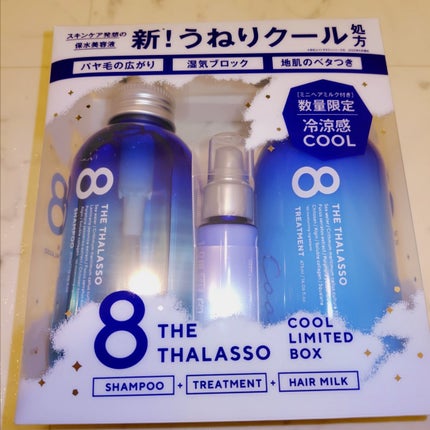 スキンケア発想の
保水美容液
新!うねりクール処方
パヤ毛の広がり
湿気ブロック
地肌のベタつき
[ミニヘアミルク付き]
数量限定
冷涼感
COOL
8
THE THALASSO
SHAMPOO
8
THE THALASSO
TREATMENT
8 THE
THALASSO
COOL
LIMITED
BOX
SHAMPOO + TREATMENT + HAIR MILK